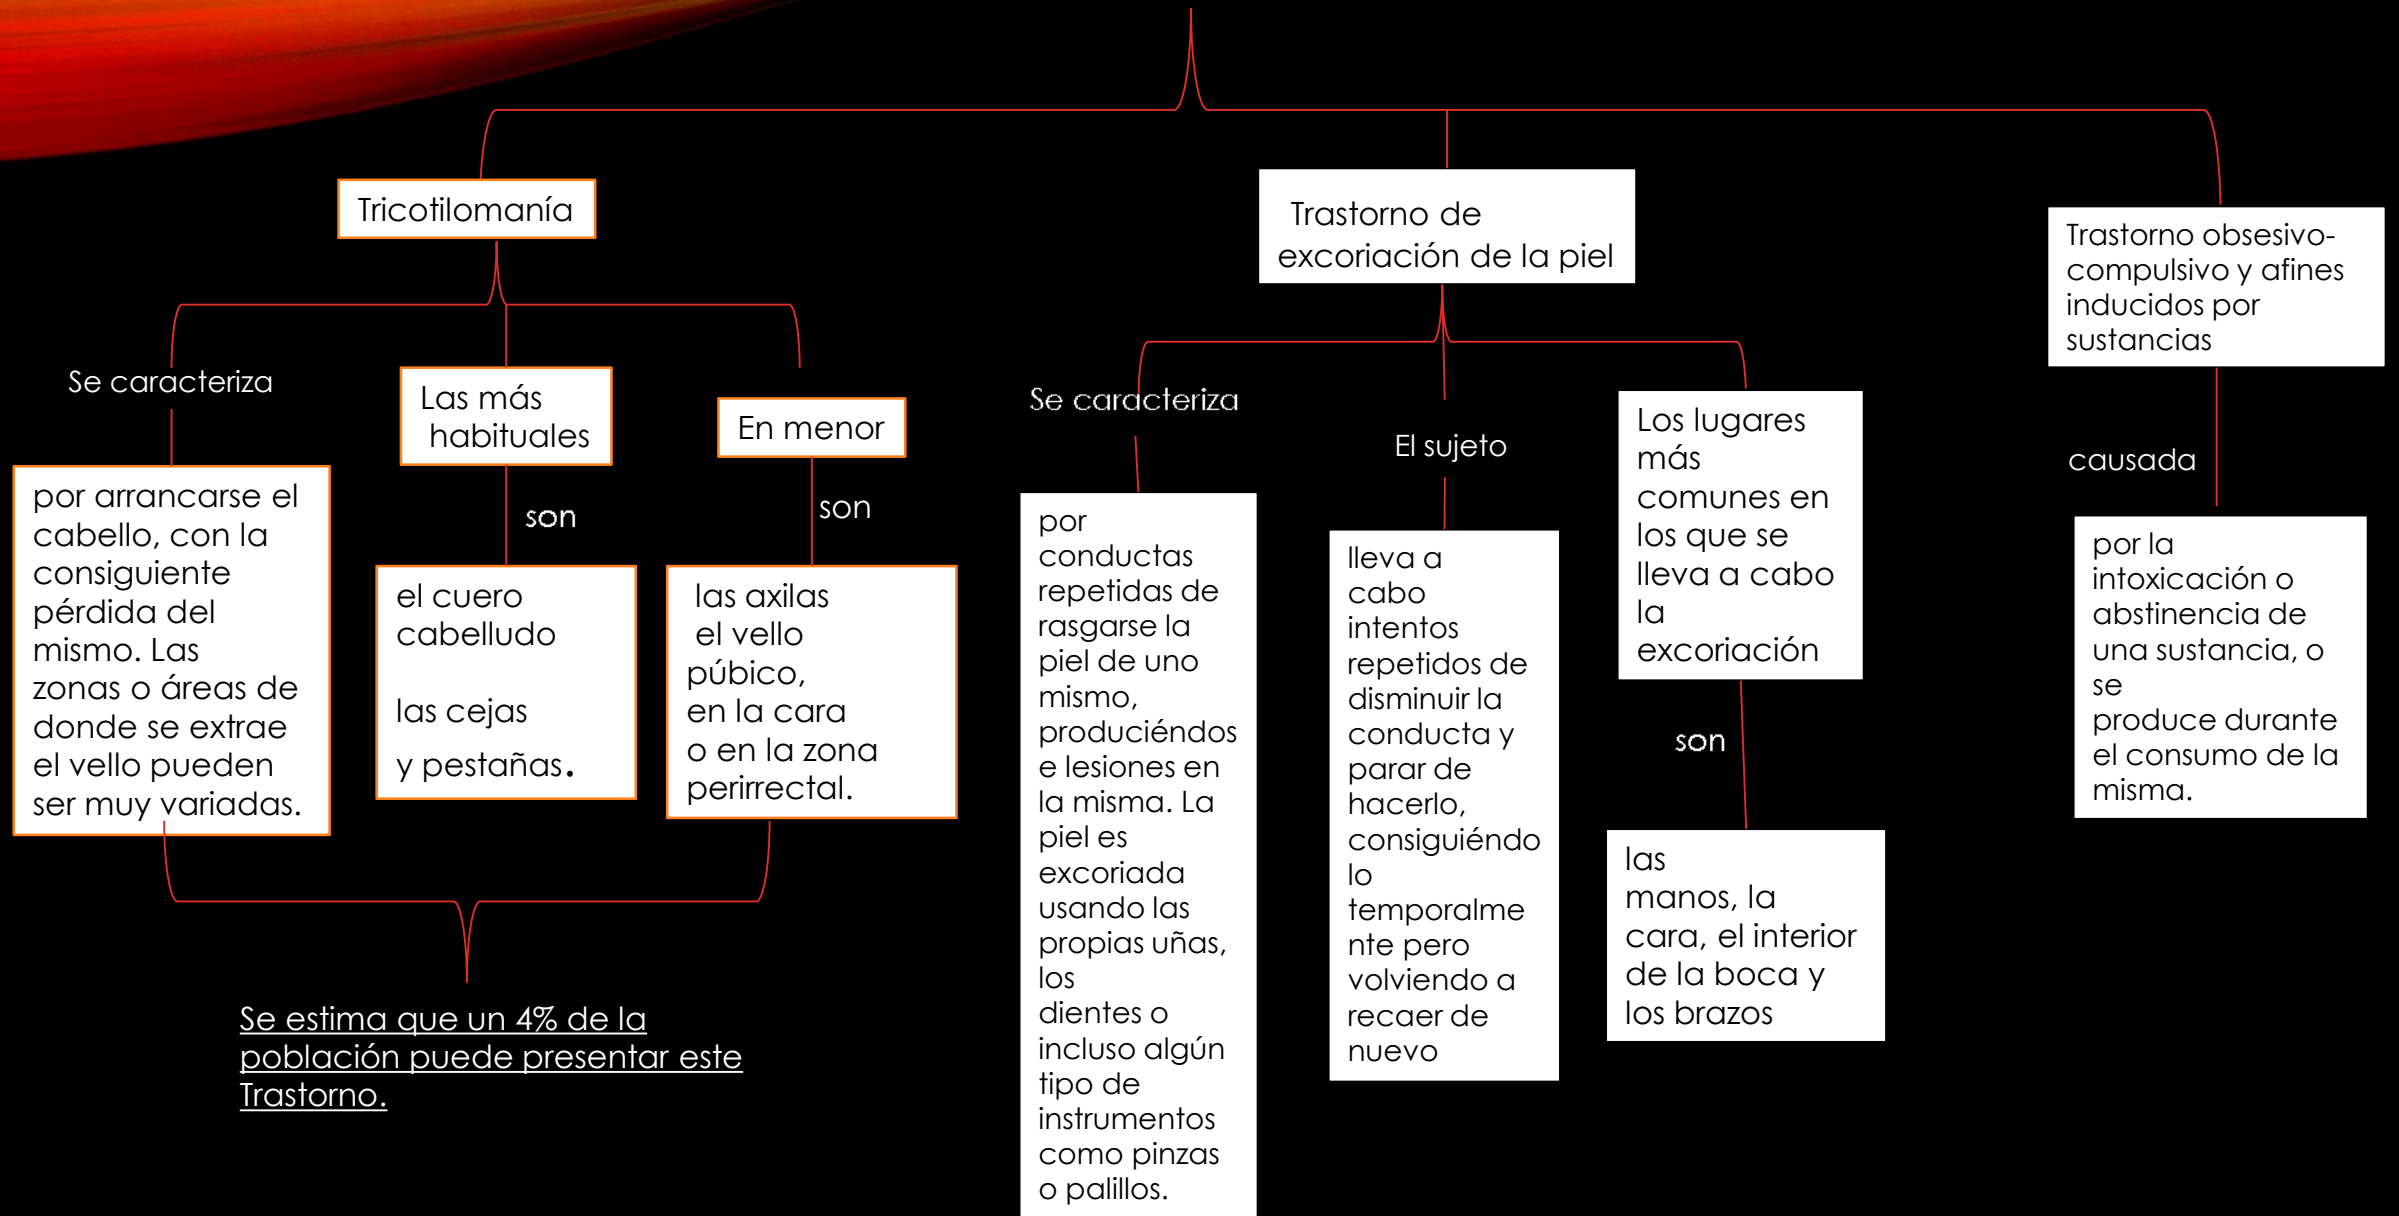 Tricotilomanía
Se caracteriza
por arrancarse el
cabello, con la
consiguiente
pérdida del
mismo. Las
zonas o áreas de
donde se extrae
el vello pueden
ser muy variadas.
Las más
habituales
son
el cuero
cabelludo
las cejas
y pestañas.
En menor
son
las axilas
el vello
púbico,
en la cara
o en la zona
perirrectal.
Se estima que un 4% de la
población puede presentar este
Trastorno.
Trastorno de
excoriación de la piel
Se caracteriza
por
conductas
repetidas de
rasgarse la
piel de uno
mismo,
produciéndos
e lesiones en
la misma. La
piel es
excoriada
usando las
propias uñas,
los
dientes o
incluso algún
tipo de
instrumentos
como pinzas
o palillos.
El sujeto
lleva a
cabo
intentos
repetidos de
disminuir la
conducta y
parar de
hacerlo,
consiguiéndo
lo
temporalme
nte pero
volviendo a
recaer de
nuevo
Los lugares
más
comunes en
los que se
lleva a cabo
la
excoriación
son
las
manos, la
cara, el interior
de la boca y
los brazos
Trastorno obsesivo-
compulsivo y afines
inducidos por
sustancias
causada
por la
intoxicación o
abstinencia de
una sustancia, o
se
produce durante
el consumo de la
misma.